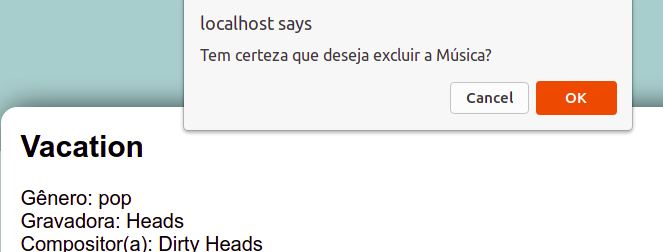 localhost says
Tem certeza que deseja excluir a Música?
Cancel OK
Vacation
Gênero: pop
Gravadora: Heads
Compositor(a): Dirty Heads